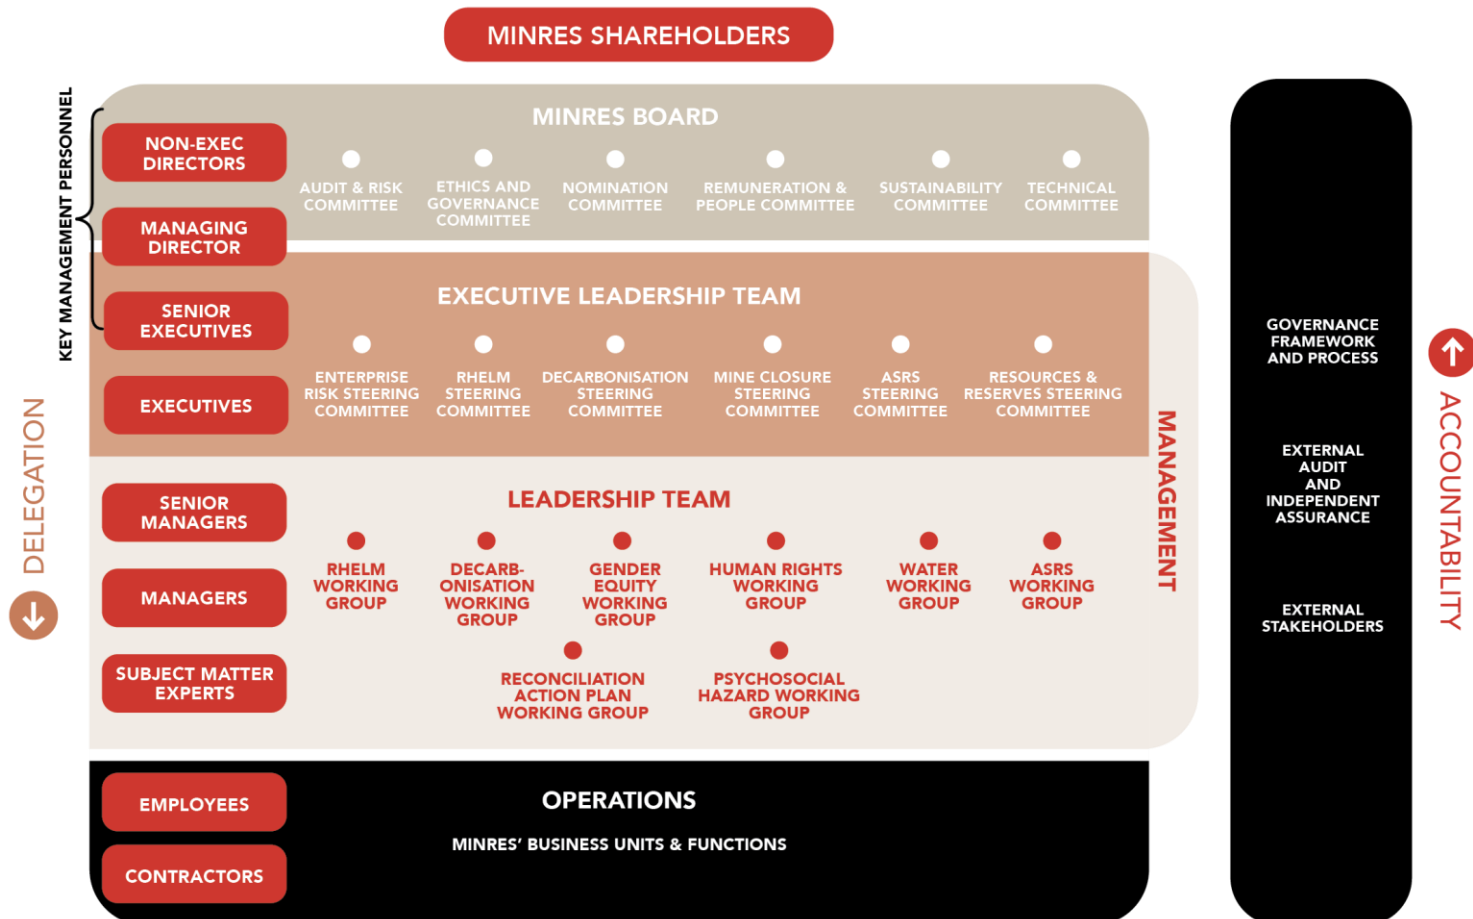 MINRES SHAREHOLDERS
KEY MANAGEMENT PERSONNEL
MINRES BOARD
NON-EXEC
DIRECTORS
MANAGING
DIRECTOR
AUDIT & RISK
COMMITTEE
ETHICS AND
GOVERNANCE
COMMITTEE
NOMINATION
COMMITTEE
REMUNERATION &
PEOPLE COMMITTEE
SUSTAINABILITY
COMMITTEE
TECHNICAL
COMMITTEE
EXECUTIVE LEADERSHIP TEAM
SENIOR
EXECUTIVES
EXECUTIVES
ENTERPRISE
RISK STEERING
COMMITTEE
RHELM
STEERING
COMMITTEE
DECARBONISATION
STEERING
COMMITTEE
MINE CLOSURE
STEERING
COMMITTEE
ASRS
STEERING
COMMITTEE
RESOURCES &
RESERVES STEERING
COMMITTEE
DELEGATION
LEADERSHIP TEAM
SENIOR
MANAGERS
MANAGERS
SUBJECT MATTER
EXPERTS
RHELM
WORKING
GROUP
DECARB-
ONISATION
WORKING
GROUP
GENDER
EQUITY
WORKING
GROUP
HUMAN RIGHTS
WORKING
GROUP
WATER
WORKING
GROUP
ASRS
WORKING
GROUP
RECONCILIATION
ACTION PLAN
WORKING GROUP
PSYCHOSOCIAL
HAZARD WORKING
GROUP
MANAGEMENT
OPERATIONS
MINRES' BUSINESS UNITS & FUNCTIONS
EMPLOYEES
CONTRACTORS
GOVERNANCE
FRAMEWORK
AND PROCESS
EXTERNAL
AUDIT
AND
INDEPENDENT
ASSURANCE
EXTERNAL
STAKEHOLDERS
ACCOUNTABILITY